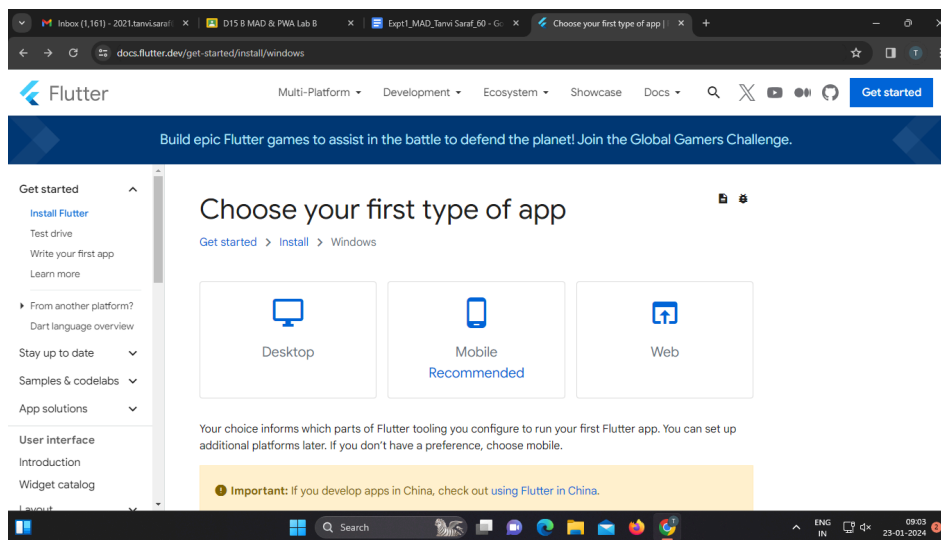 Inbox (1,161) - 2021.tanvi.saraf
D15 B MAD & PWA Lab B
Expt1_MAD_Tanvi Saraf_60 - Go
Choose your first type of app |
docs.flutter.dev/get-started/install/windows
T
Flutter
Multi-Platform
Development
Ecosystem
Showcase
Docs
Get started
Build epic Flutter games to assist in the battle to defend the planet! Join the Global Gamers Challenge.
Get started
Install Flutter
Test drive
Write your first app
Learn more
From another platform?
Dart language overview
Stay up to date
Samples & codelabs
App solutions
User interface
Introduction
Widget catalog
Layout
Choose your first type of app
Get started > Install > Windows
Desktop
Mobile
Recommended
Web
Your choice informs which parts of Flutter tooling you configure to run your first Flutter app. You can set up
additional platforms later. If you don't have a preference, choose mobile.
Important: If you develop apps in China, check out using Flutter in China.
Search
ENG
IN
09:03
23-01-2024